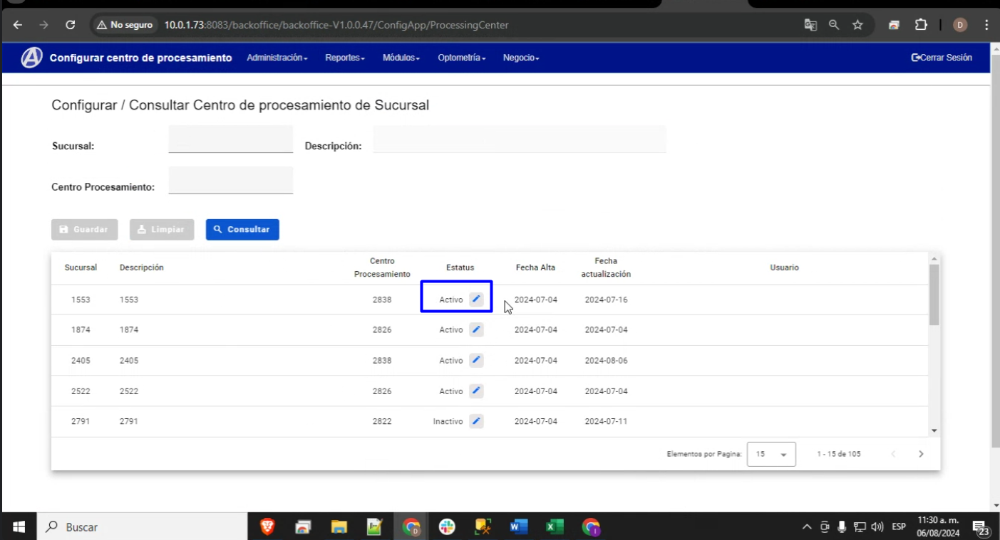 No seguro 10.0.1.73:8083/backoffice/backoffice-V1.0.0.47/ConfigApp/ProcessingCenter D
Configurar centro de procesamiento Administración Reportes Módulos Optometría Negocio Cerrar Sesión
Configurar / Consultar Centro de procesamiento de Sucursal
Sucursal: Descripción:
Centro Procesamiento:
Guardar Limpiar Consultar
Sucursal Descripción Centro Procesamiento Estatus Fecha Alta Fecha actualización Usuario
1553 1553 2838 Activo 2024-07-04 2024-07-16
1874 1874 2826 Activo 2024-07-04 2024-07-04
2405 2405 2838 Activo 2024-07-04 2024-08-06
2522 2522 2826 Activo 2024-07-04 2024-07-04
2791 2791 2822 Inactivo 2024-07-04 2024-07-11
Elementos por Pagina: 15 1 - 15 de 105
Buscar ESP 11:30 a. m.
06/08/2024 23